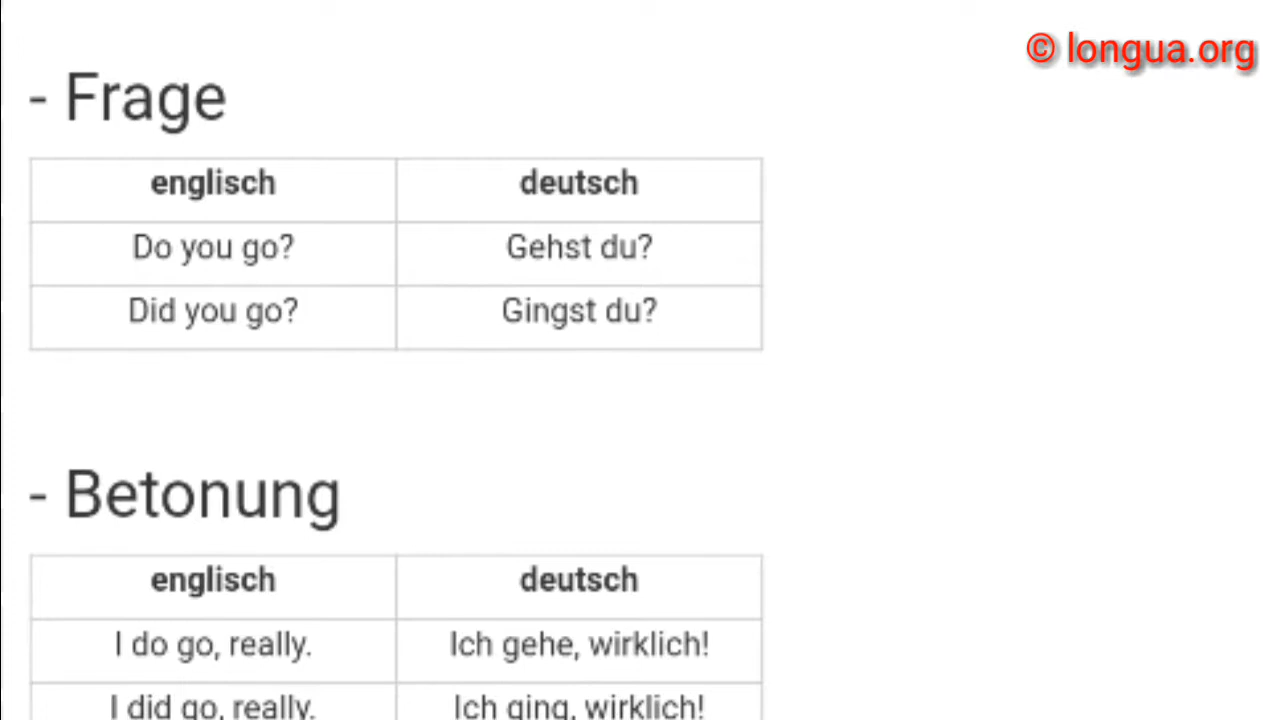 © longua.org
- Frage
englisch deutsch
Do you go? Gehst du?
Did you go? Gingst du?
- Betonung
englisch deutsch
I do go, really. Ich gehe, wirklich!
I did go, really. Ich ging, wirklich!